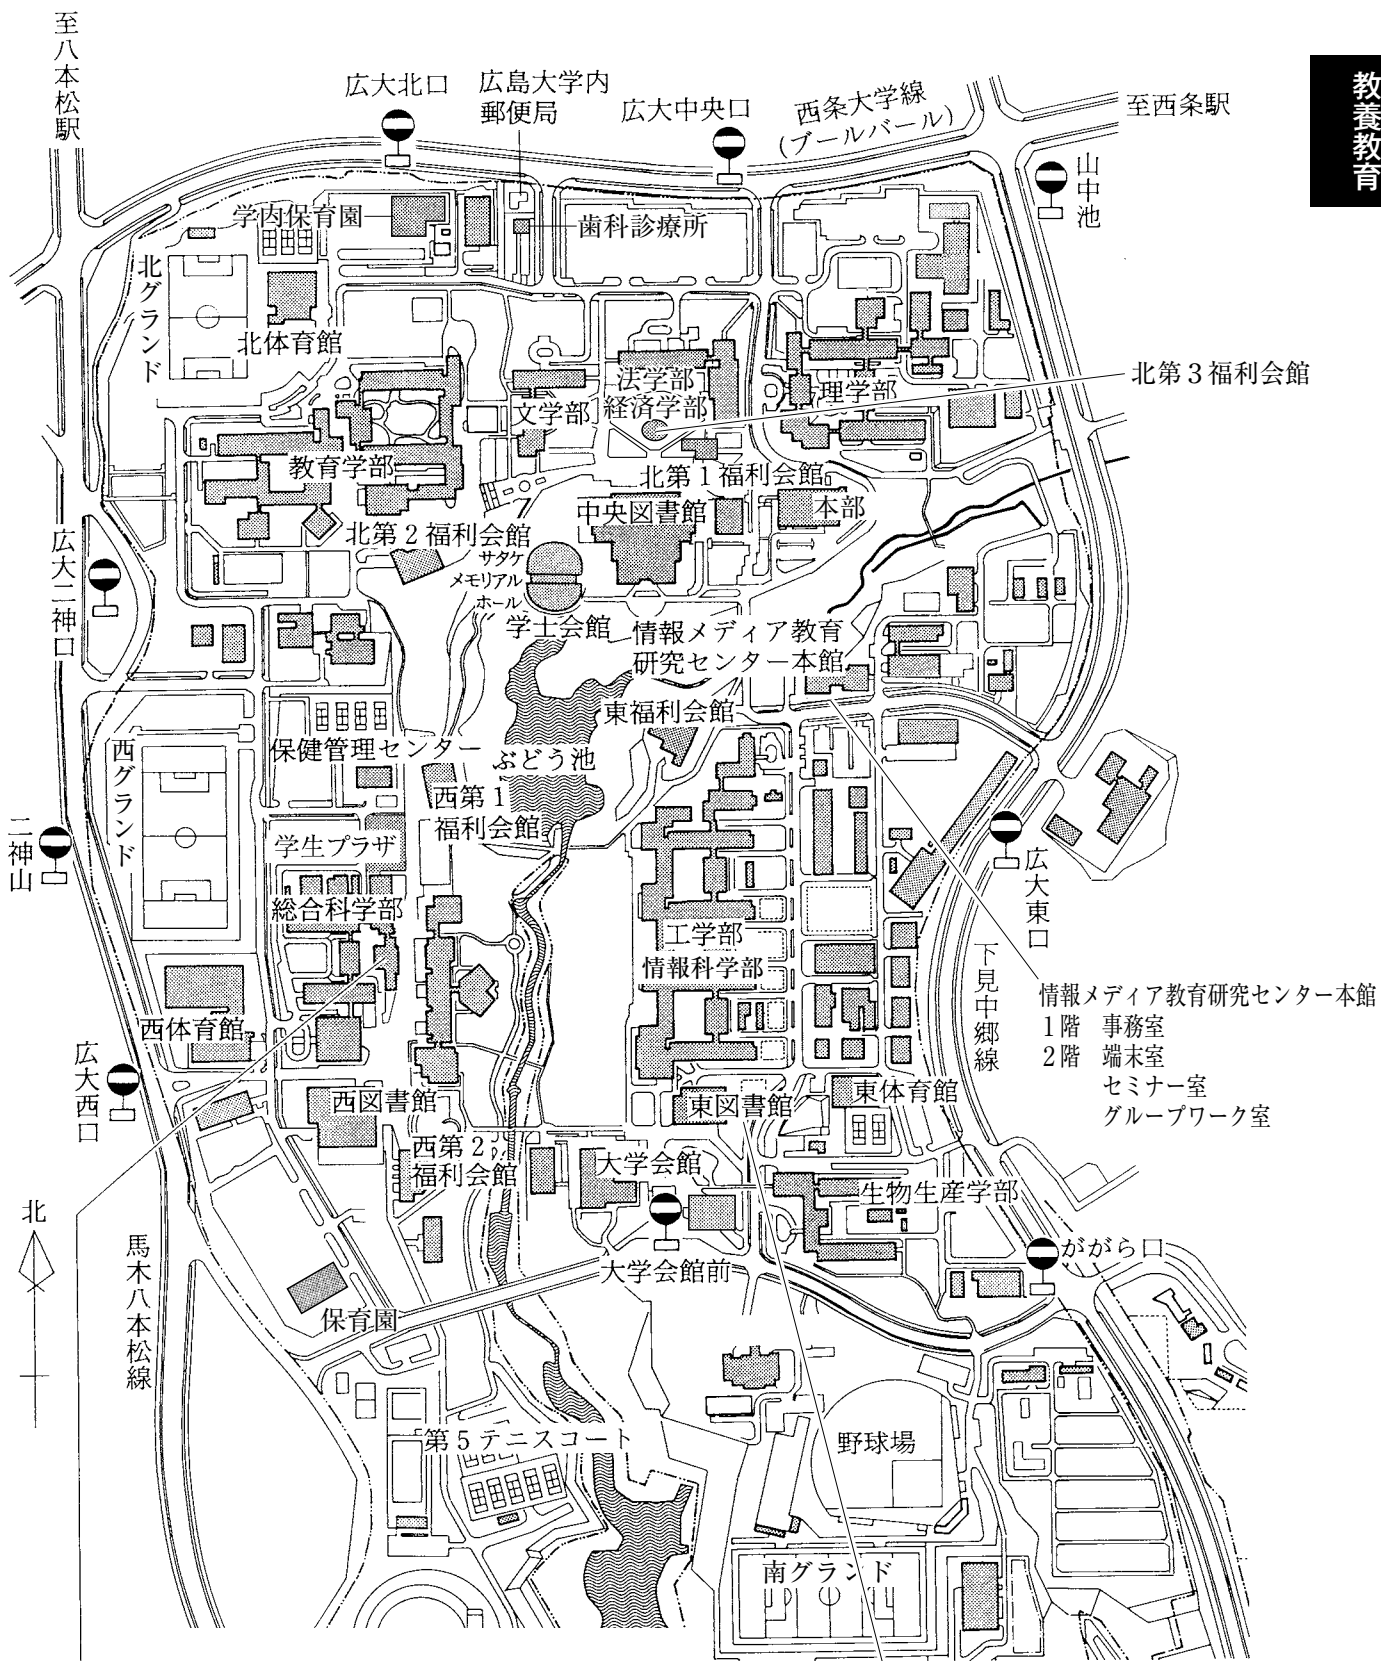 至八本松駅
広大北口
広島大学内
郵便局
広大中央口
西条大学線
(ブールバール)
至西条駅
教養教育
山中池
学内保育園
歯科診療所
北グランド
北体育館
法学部
経済学部
文学部
理学部
北第3福利会館
教育学部
北第1福利会館
中央図書館
本部
北第2福利会館
広大二神口
サタケ
メモリアル
ホール
学士会館
情報メディア教育
研究センター本館
東福利会館
西グランド
保健管理センター
ぶどう池
西第1
福利会館
二神山
学生プラザ
総合科学部
広大東口
工学部
情報科学部
下見中郷線
情報メディア教育研究センター本館
1階 事務室
2階 端末室
セミナー室
グループワーク室
西体育館
広大西口
西図書館
東図書館
東体育館
西第2
福利会館
大学会館
生物生産学部
北
馬木八本松線
ががら口
大学会館前
保育園
第5テニスコート
野球場
南グランド